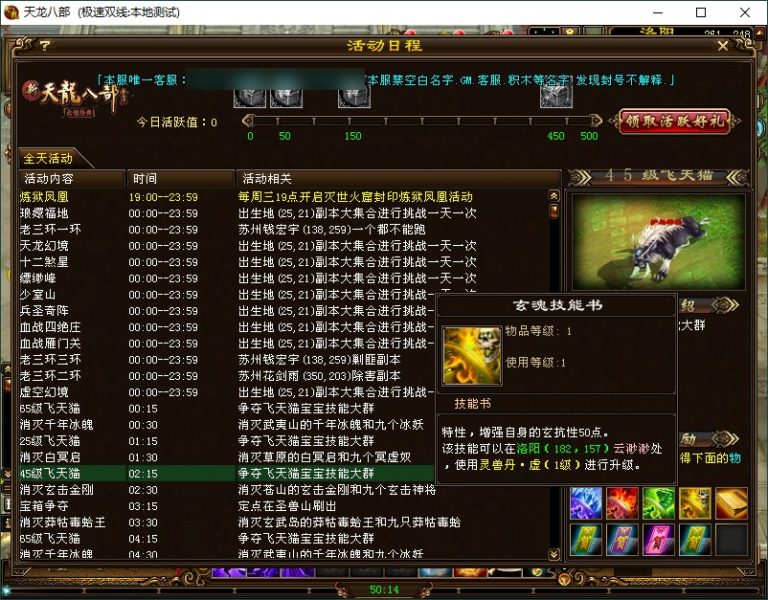 天龙八部 (极速双线:本地测试)
活动日程
「本服唯一客服：
本服禁空白名字.GM.客服.积木等名字]发现封号不解释.」
新天龍八部
今日活跃值：0
0 50 150 450 500
领取活跃好礼
全天活动
活动内容 时间 活动相关
45级飞天猫
炼狱凤凰 19:00--23:59 每周三19点开启灭世火窟封印炼狱凤凰活动
琅嬛福地 00:00--23:59 出生地(25,21)副本大集合进行挑战一天一次
老三环一环 00:00--23:59 苏州钱宏宇(138,259)一个都不能跑
天龙幻境 00:00--23:59 出生地(25,21)副本大集合进行挑战一天一次
十二煞星 00:00--23:59 出生地(25,21)副本大集合进行挑战一天一次
缥缈峰 00:00--23:59 出生地(25,21)副本大集合进行挑战一天一次
少室山 00:00--23:59 出生地(25,21)副本大集合进行挑战一
兵圣奇阵 00:00--23:59 出生地(25,21)副本大集合进行挑战一
血战四绝庄 00:00--23:59 出生地(25,21)副本大集合进行挑战一
血战雁门关 00:00--23:59 出生地(25,21)副本大集合进行挑战一
老三环三环 00:00--23:59 苏州钱宏宇(138,259)剿匪副本
老三环二环 00:00--23:59 苏州花剑雨(350,203)除害副本
虚空幻境 00:00--23:59 出生地(25,21)副本大集合进行挑战一
65级飞天猫 00:15 争夺飞天猫宝宝技能大群
消灭千年冰魄 00:30 消灭武夷山的千年冰魄和九个冰妖
25级飞天猫 01:15 争夺飞天猫宝宝技能大群
消灭白冥启 01:30 消灭草原的白冥启和九个冥虚奴
45级飞天猫 02:15 争夺飞天猫宝宝技能大群
消灭玄击金刚 02:30 消灭苍山的玄击金刚和九个玄击神将
宝箱争夺 03:15 定点在圣兽山刷出
消灭莽牯毒蛤王 03:30 消灭玄武岛的莽牯毒蛤王和九只莽牯毒蛤
65级飞天猫 04:15 争夺飞天猫宝宝技能大群
消灭千年冰魄 04:30 消灭武夷山的千年冰魄和九个冰妖
玄魂技能书
物品等级：1
使用等级:1
技能书
特性，增强自身的玄抗性50点。
该技能可以在洛阳（182，157）云渺渺处
，使用灵兽丹·虚（1级）进行升级。
绍
大群
励
得下面的物
50:14